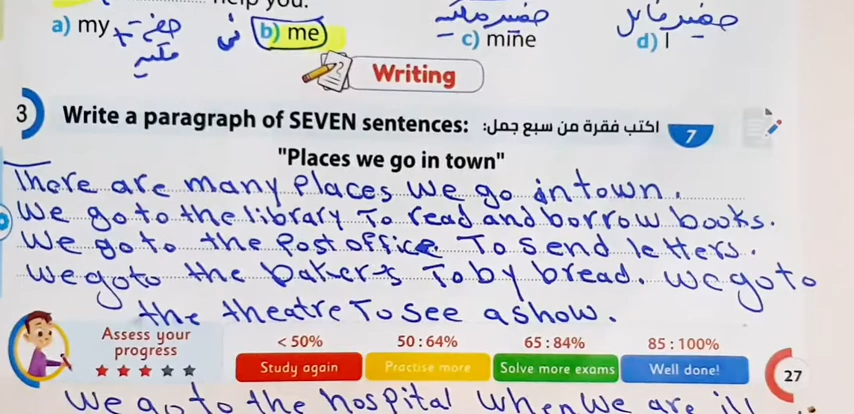 help you.
a) my
b) me
c) mine
d) I
Writing
3 Write a paragraph of SEVEN sentences: اكتب فقرة من سبع جمل: 7
"Places we go in town"
There are many places we go in town.
We go to the library To read and borrow books.
We go to the post office To send letters.
We go to the baker's To by bread. We go to
the theatre To see a show.
Assess your progress
< 50% 50 : 64% 65 : 84% 85 : 100%
Study again Practise more Solve more exams Well done!
27
We go to the hospital when we are ill